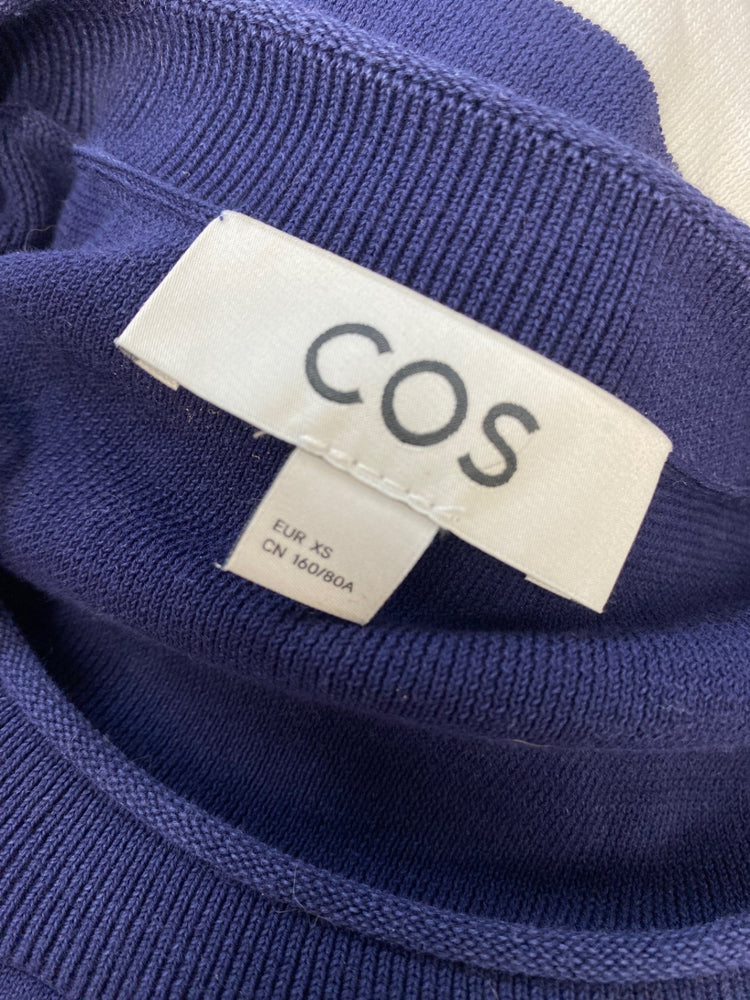 COS
EUR XS
CN 160/80A